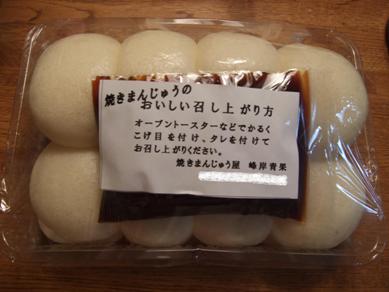 焼きまんじゅうの
おいしい召し上がり方
オーブントースターなどでかるく
こげ目を付け、タレを付けて
お召し上がりください。
焼きまんじゅう屋 峰岸青果